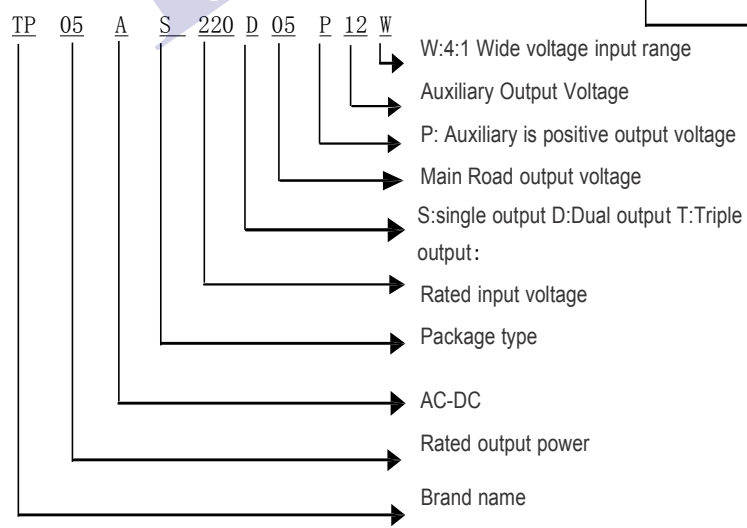 TP 05 A S 220 D 05 P 12 W
W:4:1 Wide voltage input range
Auxiliary Output Voltage
P: Auxiliary is positive output voltage
Main Road output voltage
S:single output D:Dual output T:Triple
output:
Rated input voltage
Package type
AC-DC
Rated output power
Brand name